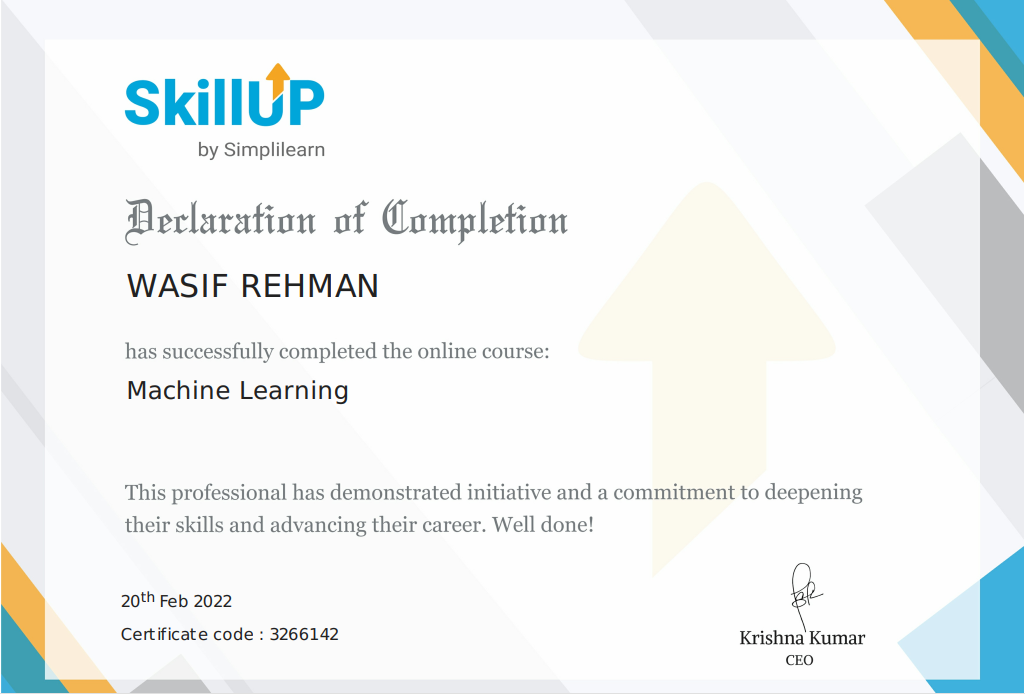 SkillUP
by Simplilearn
Declaration of Completion
WASIF REHMAN
has successfully completed the online course:
Machine Learning
This professional has demonstrated initiative and a commitment to deepening
their skills and advancing their career. Well done!
20th Feb 2022
Certificate code : 3266142
Krishna Kumar
CEO